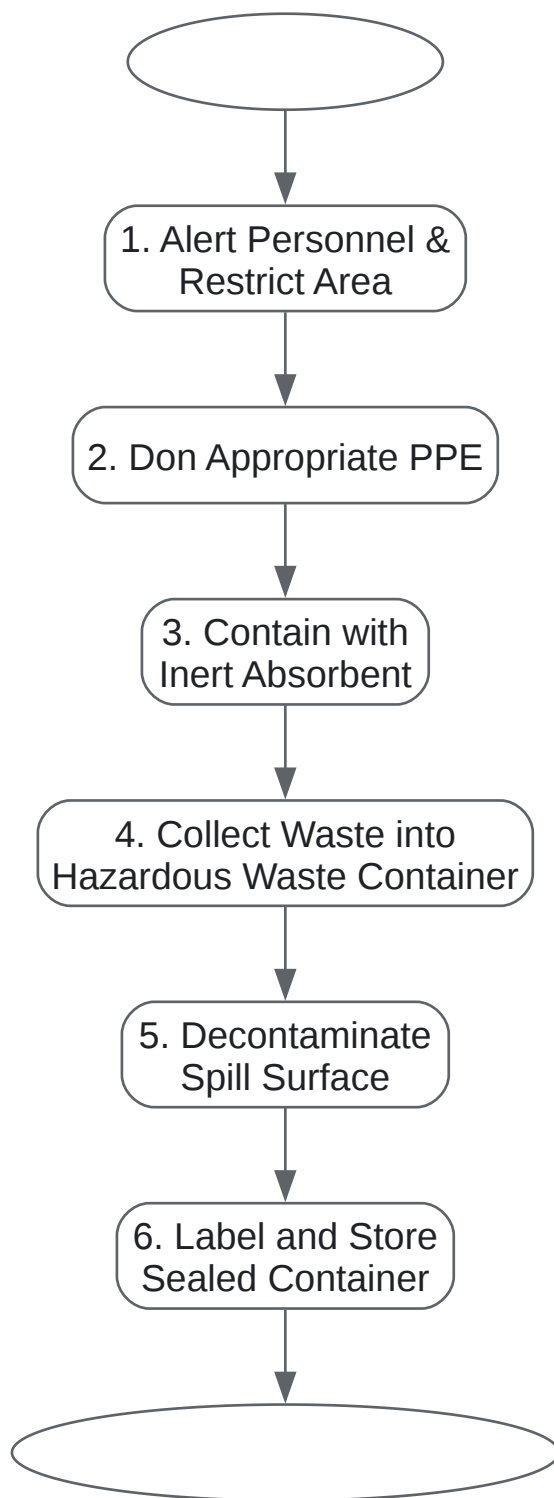 1. Alert Personnel &
Restrict Area
2. Don Appropriate PPE
3. Contain with
Inert Absorbent
4. Collect Waste into
Hazardous Waste Container
5. Decontaminate
Spill Surface
6. Label and Store
Sealed Container